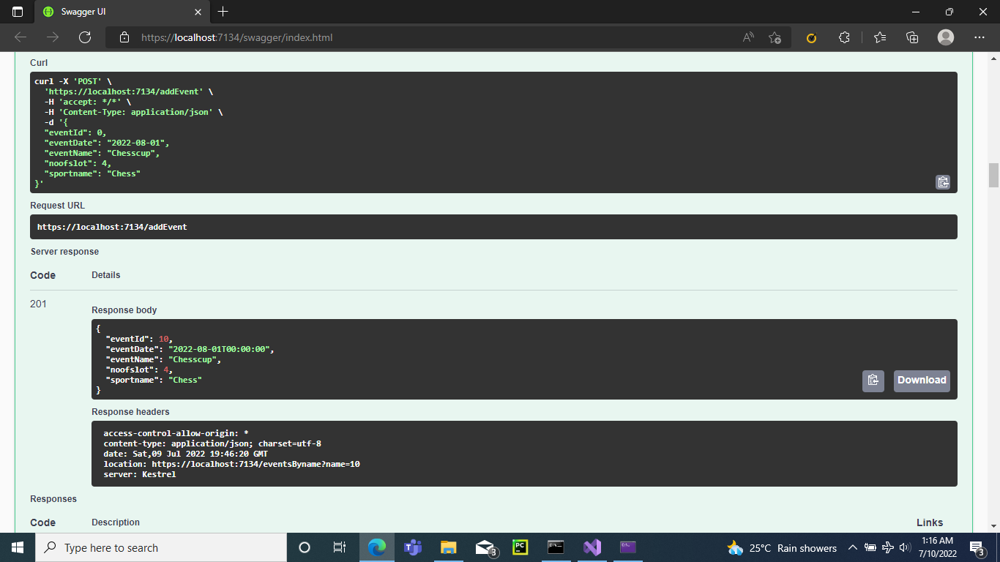 Swagger UI
https://localhost:7134/swagger/index.html
Curl
curl -X 'POST' \
'https://localhost:7134/addEvent' \
-H 'accept: */*' \
-H 'Content-Type: application/json' \
-d '{
"eventId": 0,
"eventDate": "2022-08-01",
"eventName": "Chesscup",
"noofslot": 4,
"sportname": "Chess"
}'
Request URL
https://localhost:7134/addEvent
Server response
Code Details
201
Response body
{
"eventId": 10,
"eventDate": "2022-08-01T00:00:00",
"eventName": "Chesscup",
"noofslot": 4,
"sportname": "Chess"
}
Download
Response headers
access-control-allow-origin: *
content-type: application/json; charset=utf-8
date: Sat,09 Jul 2022 19:46:20 GMT
location: https://localhost:7134/eventsByname?name=10
server: Kestrel
Responses
Code Description Links
Type here to search
3
PC
25°C Rain showers
1:16 AM
7/10/2022
3